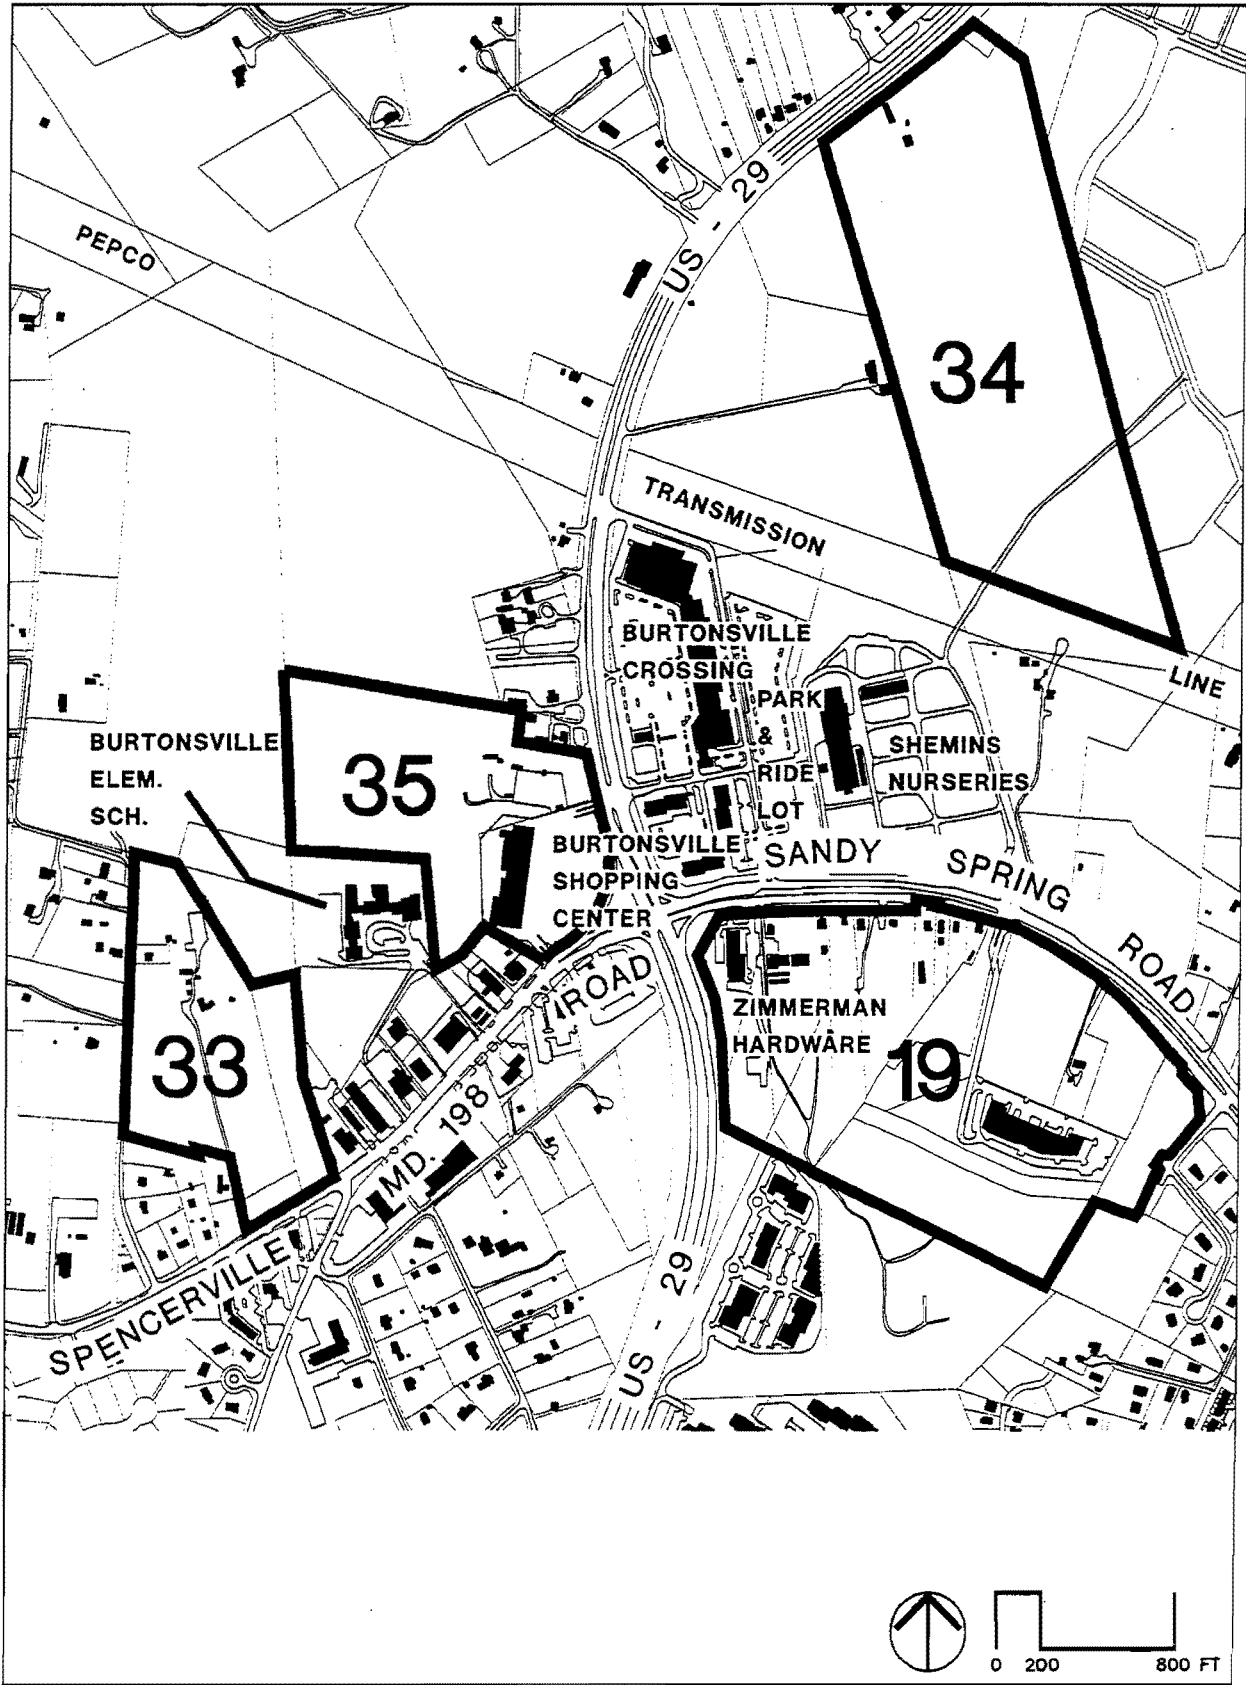 US - 29
PEPCO
34
TRANSMISSION
LINE
BURTONSVILLE
CROSSING
PARK
&
RIDE
LOT
SHEMINS
NURSERIES
BURTONSVILLE
ELEM.
SCH.
35
BURTONSVILLE
SHOPPING
CENTER
SANDY SPRING ROAD
33
ZIMMERMAN
HARDWARE
19
SPENCERVILLE ROAD
MD. 198
US - 29
0 200 800 FT